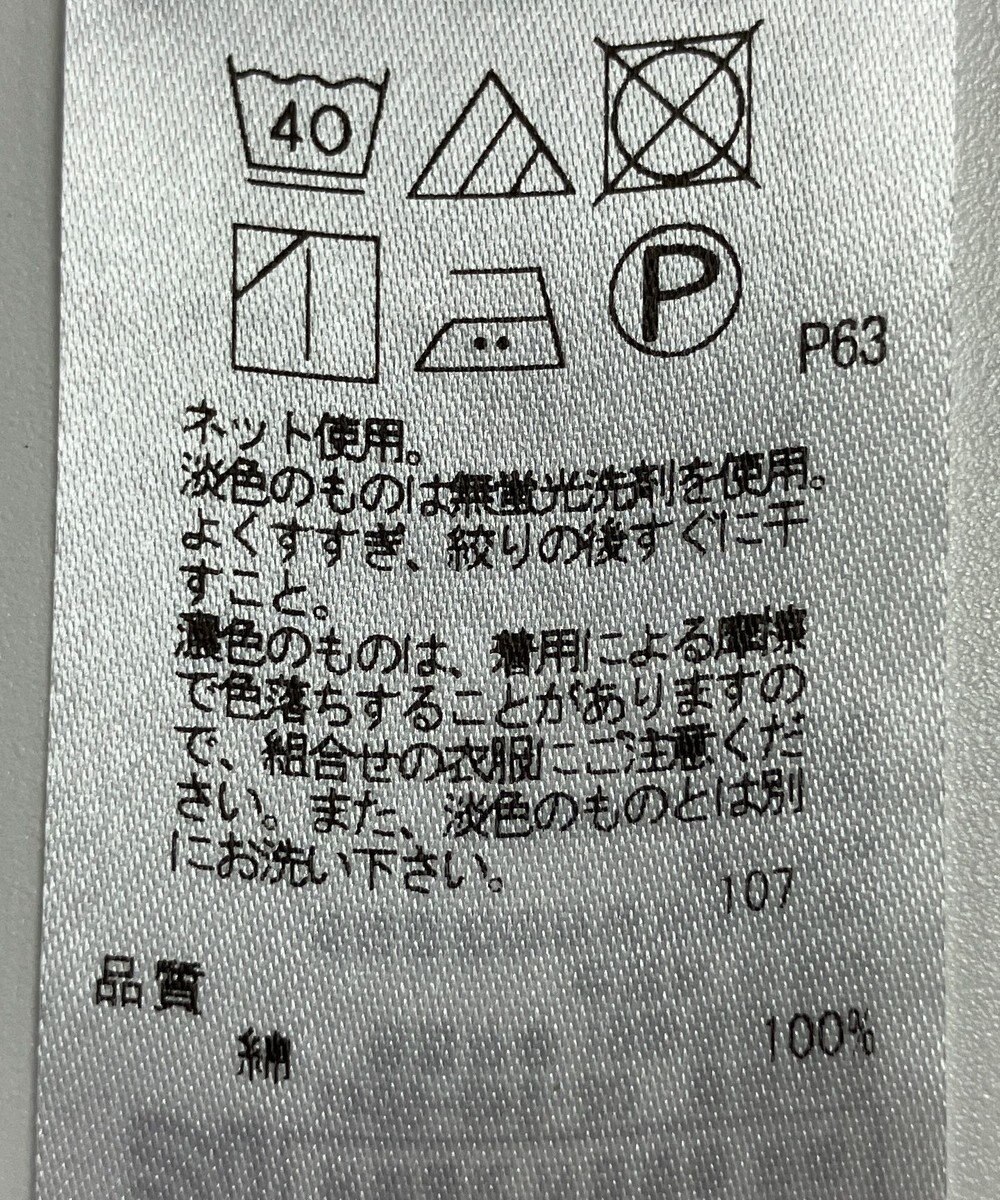 40
P
P63
ネット使用。
淡色のものは無蛍光洗剤を使用。
よくすすぎ、絞りの後すぐに干
すこと。
濃色のものは、着用による摩擦
で色落ちすることがありますの
で、組合せの衣服にご注意くだ
さい。また、淡色のものとは別
にお洗い下さい。
107
品質
綿 100%